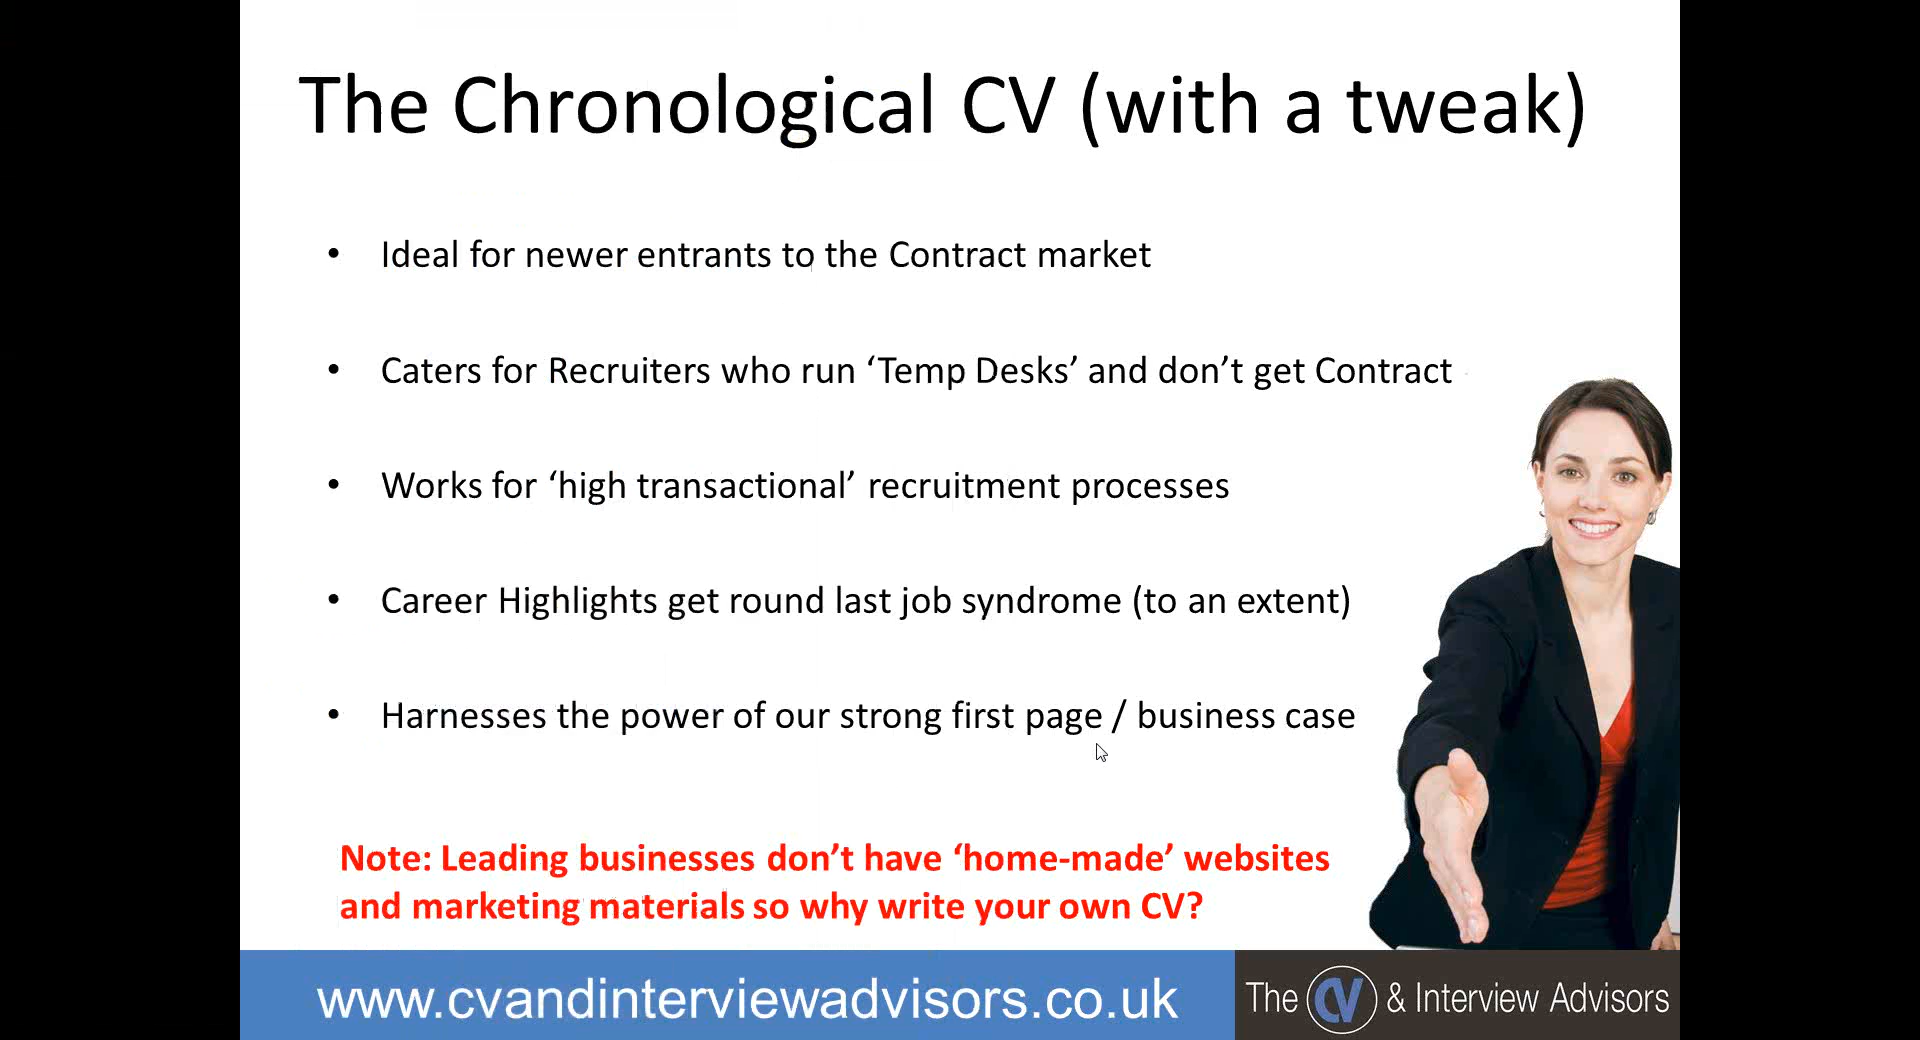 The Chronological CV (with a tweak)
• Ideal for newer entrants to the Contract market
• Caters for Recruiters who run ‘Temp Desks’ and don’t get Contract
• Works for ‘high transactional’ recruitment processes
• Career Highlights get round last job syndrome (to an extent)
• Harnesses the power of our strong first page / business case
Note: Leading businesses don’t have ‘home-made’ websites
and marketing materials so why write your own CV?
www.cvandinterviewadvisors.co.uk
The CV & Interview Advisors